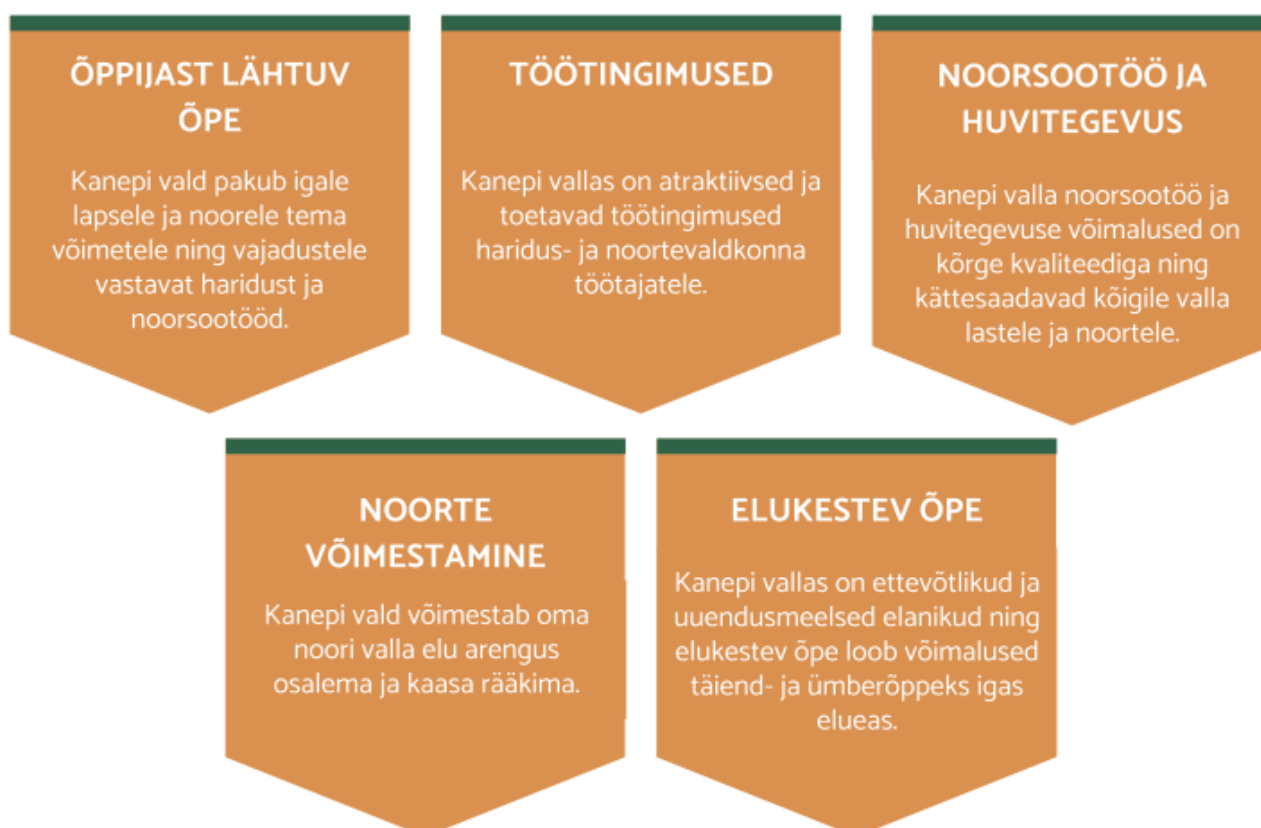 ÕPPIJAST LÄHTUV
ÕPE
Kanepi vald pakub igale
lapsele ja noorele tema
võimetele ning vajadustele
vastavat haridust ja
noorsootööd.
TÖÖTINGIMUSED
Kanepi vallas on atraktiivsed ja
toetavad töötingimused
haridus- ja noortevaldkonna
töötajatele.
NOORSOOTÖÖ JA
HUVITEGEVUS
Kanepi valla noorsootöö ja
huvitegevuse võimalused on
kõrge kvaliteediga ning
kättesaadavad kõigile valla
lastele ja noortele.
NOORTE
VÕIMESTAMINE
Kanepi vald võimestab oma
noori valla elu arengus
osalema ja kaasa rääkima.
ELUKESTEV ÕPE
Kanepi vallas on ettevõtlikud ja
uuendusmeelsed elanikud ning
elukestev õpe loob võimalused
täiend- ja ümberõppeks igas
elueas.